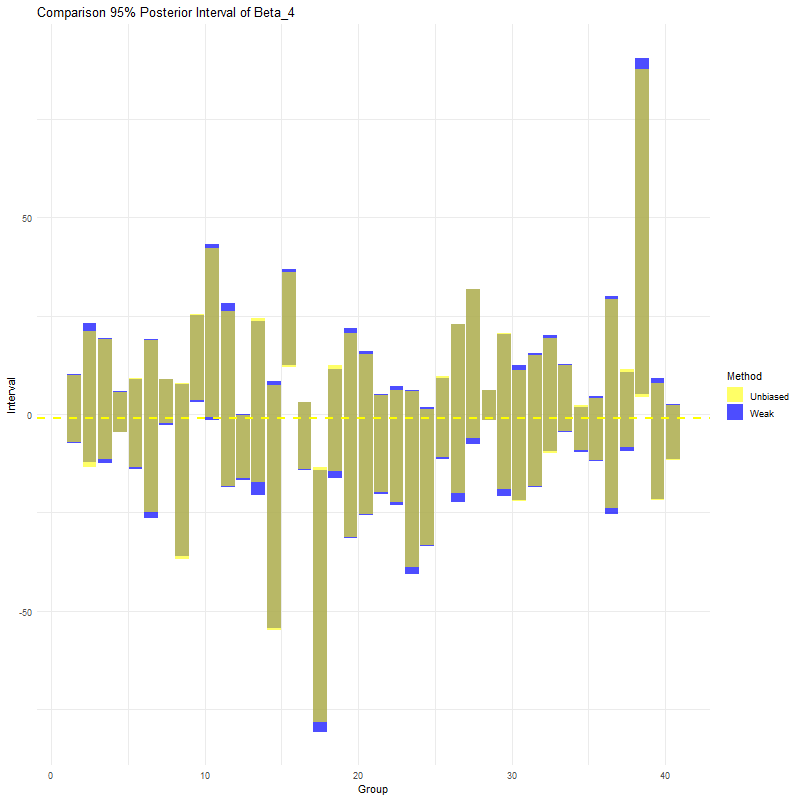 Comparison 95% Posterior Interval of Beta_4
Interval
50
0
-50
0
10
20
30
40
Group
Method
Unbiased
Weak